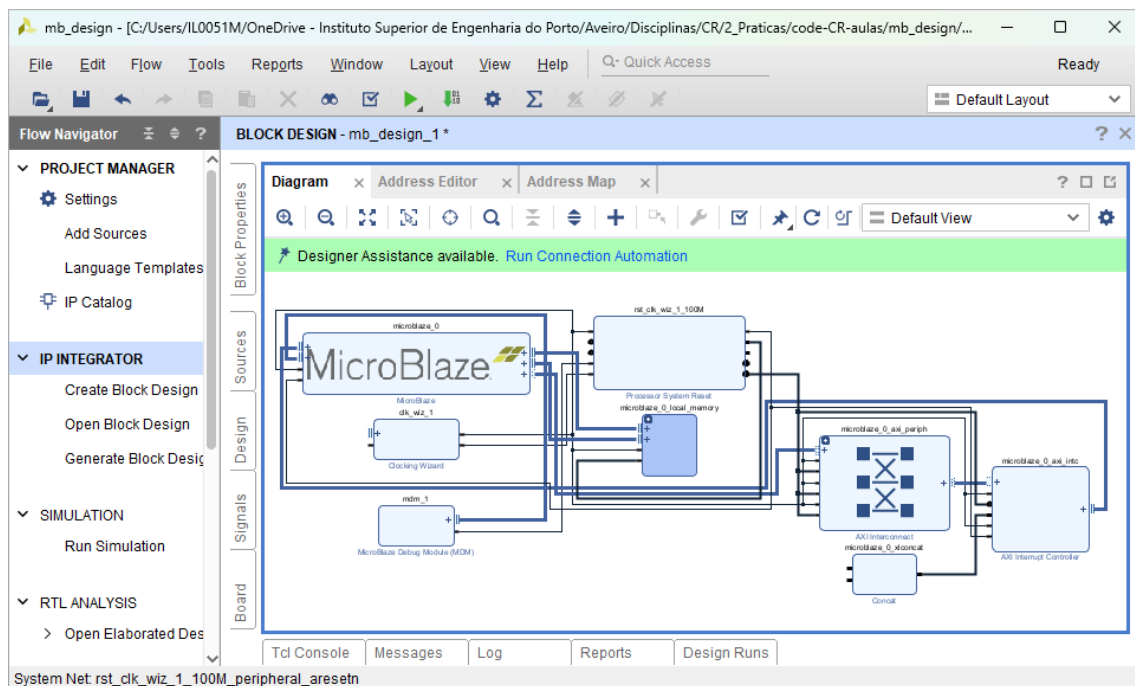 mb_design - [C:/Users/IL0051M/OneDrive - Instituto Superior de Engenharia do Porto/Aveiro/Disciplinas/CR/2_Praticas/code-CR-aulas/mb_design/...
File Edit Flow Tools Reports Window Layout View Help Quick Access Ready
Default Layout
Flow Navigator ?
BLOCK DESIGN - mb_design_1 * ?
PROJECT MANAGER
Settings
Add Sources
Language Templates
IP Catalog
IP INTEGRATOR
Create Block Design
Open Block Design
Generate Block Desig
SIMULATION
Run Simulation
RTL ANALYSIS
Open Elaborated Des
Block Properties
Sources
Design
Signals
Board
Diagram Address Editor Address Map ?
Default View
Designer Assistance available. Run Connection Automation
microblaze_0
MicroBlaze
MicroBlaze
rst_clk_wiz_1_100M
Processor System Reset
clk_wiz_1
Clocking Wizard
microblaze_0_local_memory
mdm_1
MicroBlaze Debug Module (MDM)
microblaze_0_axi_periph
AXI Interconnect
microblaze_0_axi_intc
AXI Interrupt Controller
microblaze_0_xlconcat
Concat
Tcl Console Messages Log Reports Design Runs
System Net: rst_clk_wiz_1_100M_peripheral_aresetn